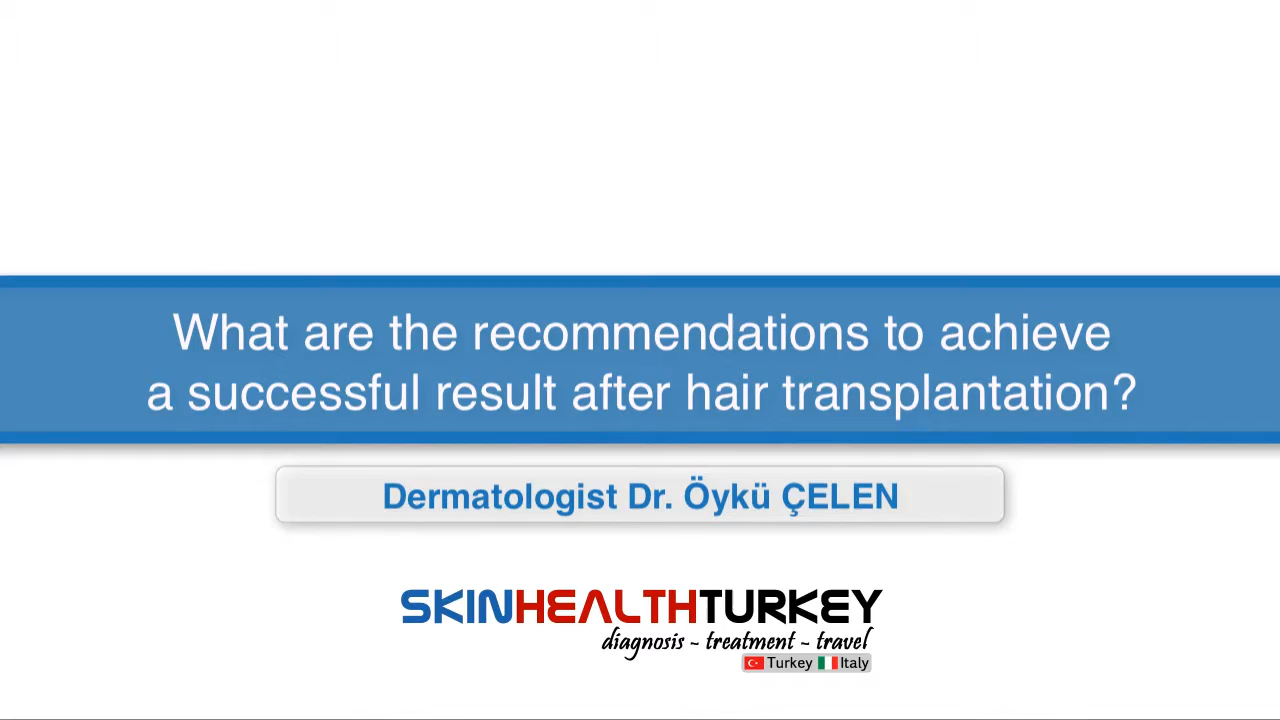 What are the recommendations to achieve
a successful result after hair transplantation?
Dermatologist Dr. Öykü ÇELEN
SKINHEALTHTURKEY
diagnosis - treatment - travel
Turkey Italy